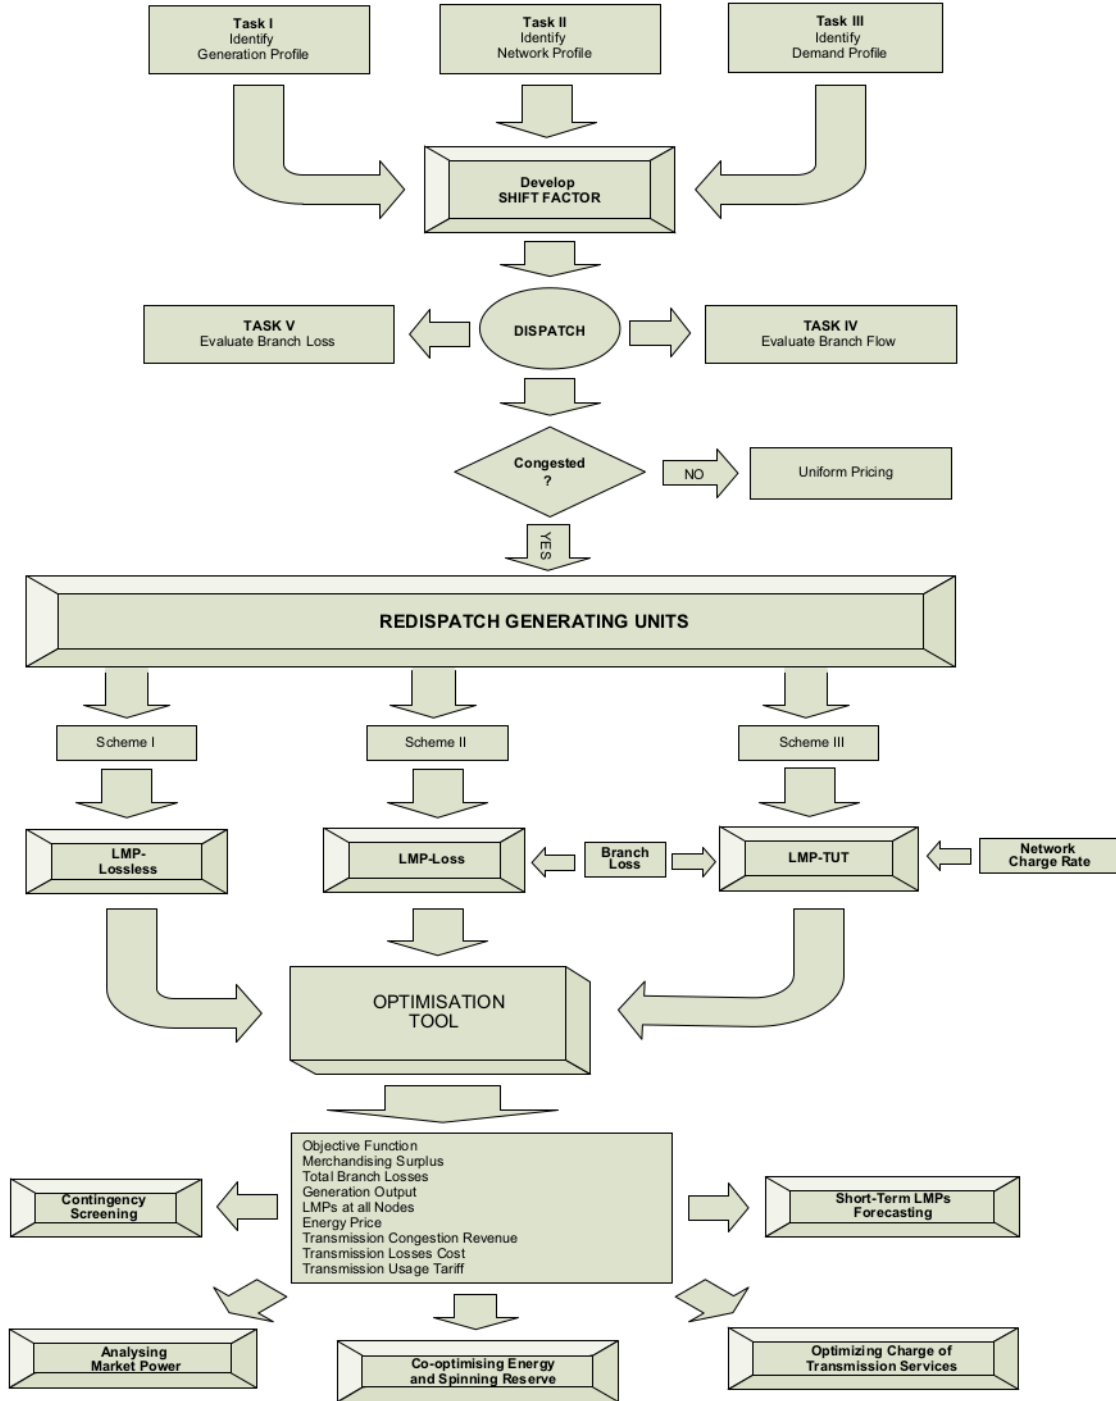 Task I
Identify
Generation Profile
Task II
Identify
Network Profile
Task III
Identify
Demand Profile
Develop
SHIFT FACTOR
TASK V
Evaluate Branch Loss
DISPATCH
TASK IV
Evaluate Branch Flow
Congested
?
NO
Uniform Pricing
YES
REDISPATCH GENERATING UNITS
Scheme I
Scheme II
Scheme III
LMP-
Lossless
LMP-Loss
Branch
Loss
LMP-TUT
Network
Charge Rate
OPTIMISATION
TOOL
Objective Function
Merchandising Surplus
Total Branch Losses
Generation Output
LMPs at all Nodes
Energy Price
Transmission Congestion Revenue
Transmission Losses Cost
Transmission Usage Tariff
Contingency
Screening
Short-Term LMPs
Forecasting
Analysing
Market Power
Co-optimising Energy
and Spinning Reserve
Optimizing Charge of
Transmission Services